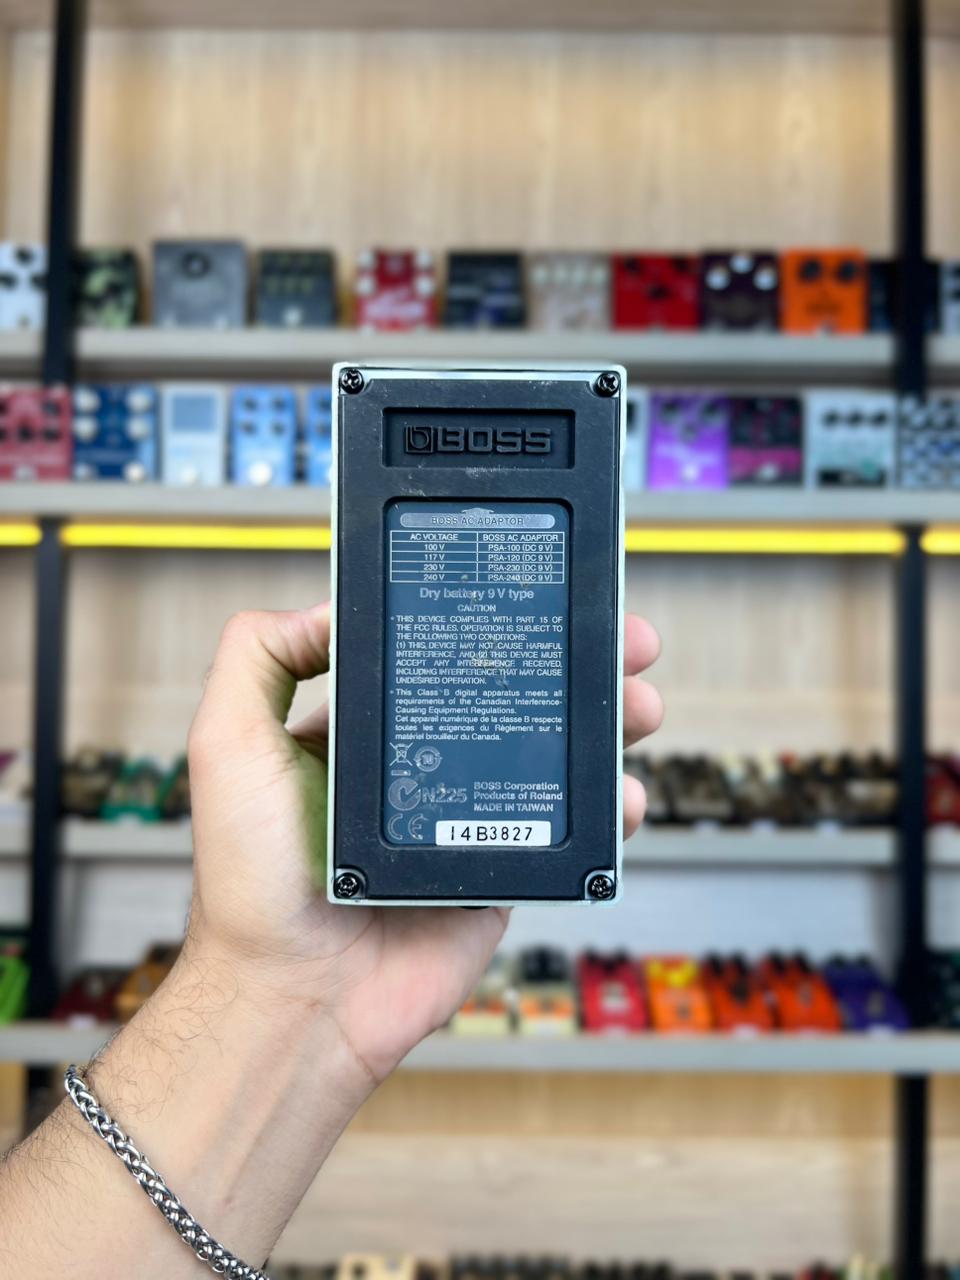 BOSS
BOSS AC ADAPTOR
AC VOLTAGE BOSS AC ADAPTOR
100 V PSA-100 (DC 9 V)
117 V PSA-120 (DC 9 V)
230 V PSA-230 (DC 9 V)
240 V PSA-240 (DC 9 V)
Dry battery 9 V type
CAUTION
* THIS DEVICE COMPLIES WITH PART 15 OF
THE FCC RULES. OPERATION IS SUBJECT TO
THE FOLLOWING TWO CONDITIONS:
(1) THIS DEVICE MAY NOT CAUSE HARMFUL
INTERFERENCE, AND (2) THIS DEVICE MUST
ACCEPT ANY INTERFERENCE RECEIVED,
INCLUDING INTERFERENCE THAT MAY CAUSE
UNDESIRED OPERATION.
* This Class B digital apparatus meets all
requirements of the Canadian Interference-
Causing Equipment Regulations.
Cet appareil numérique de la classe B respecte
toutes les exigences du Règlement sur le
matériel brouilleur du Canada.
N225
BOSS Corporation
Products of Roland
MADE IN TAIWAN
CE
I4B3827